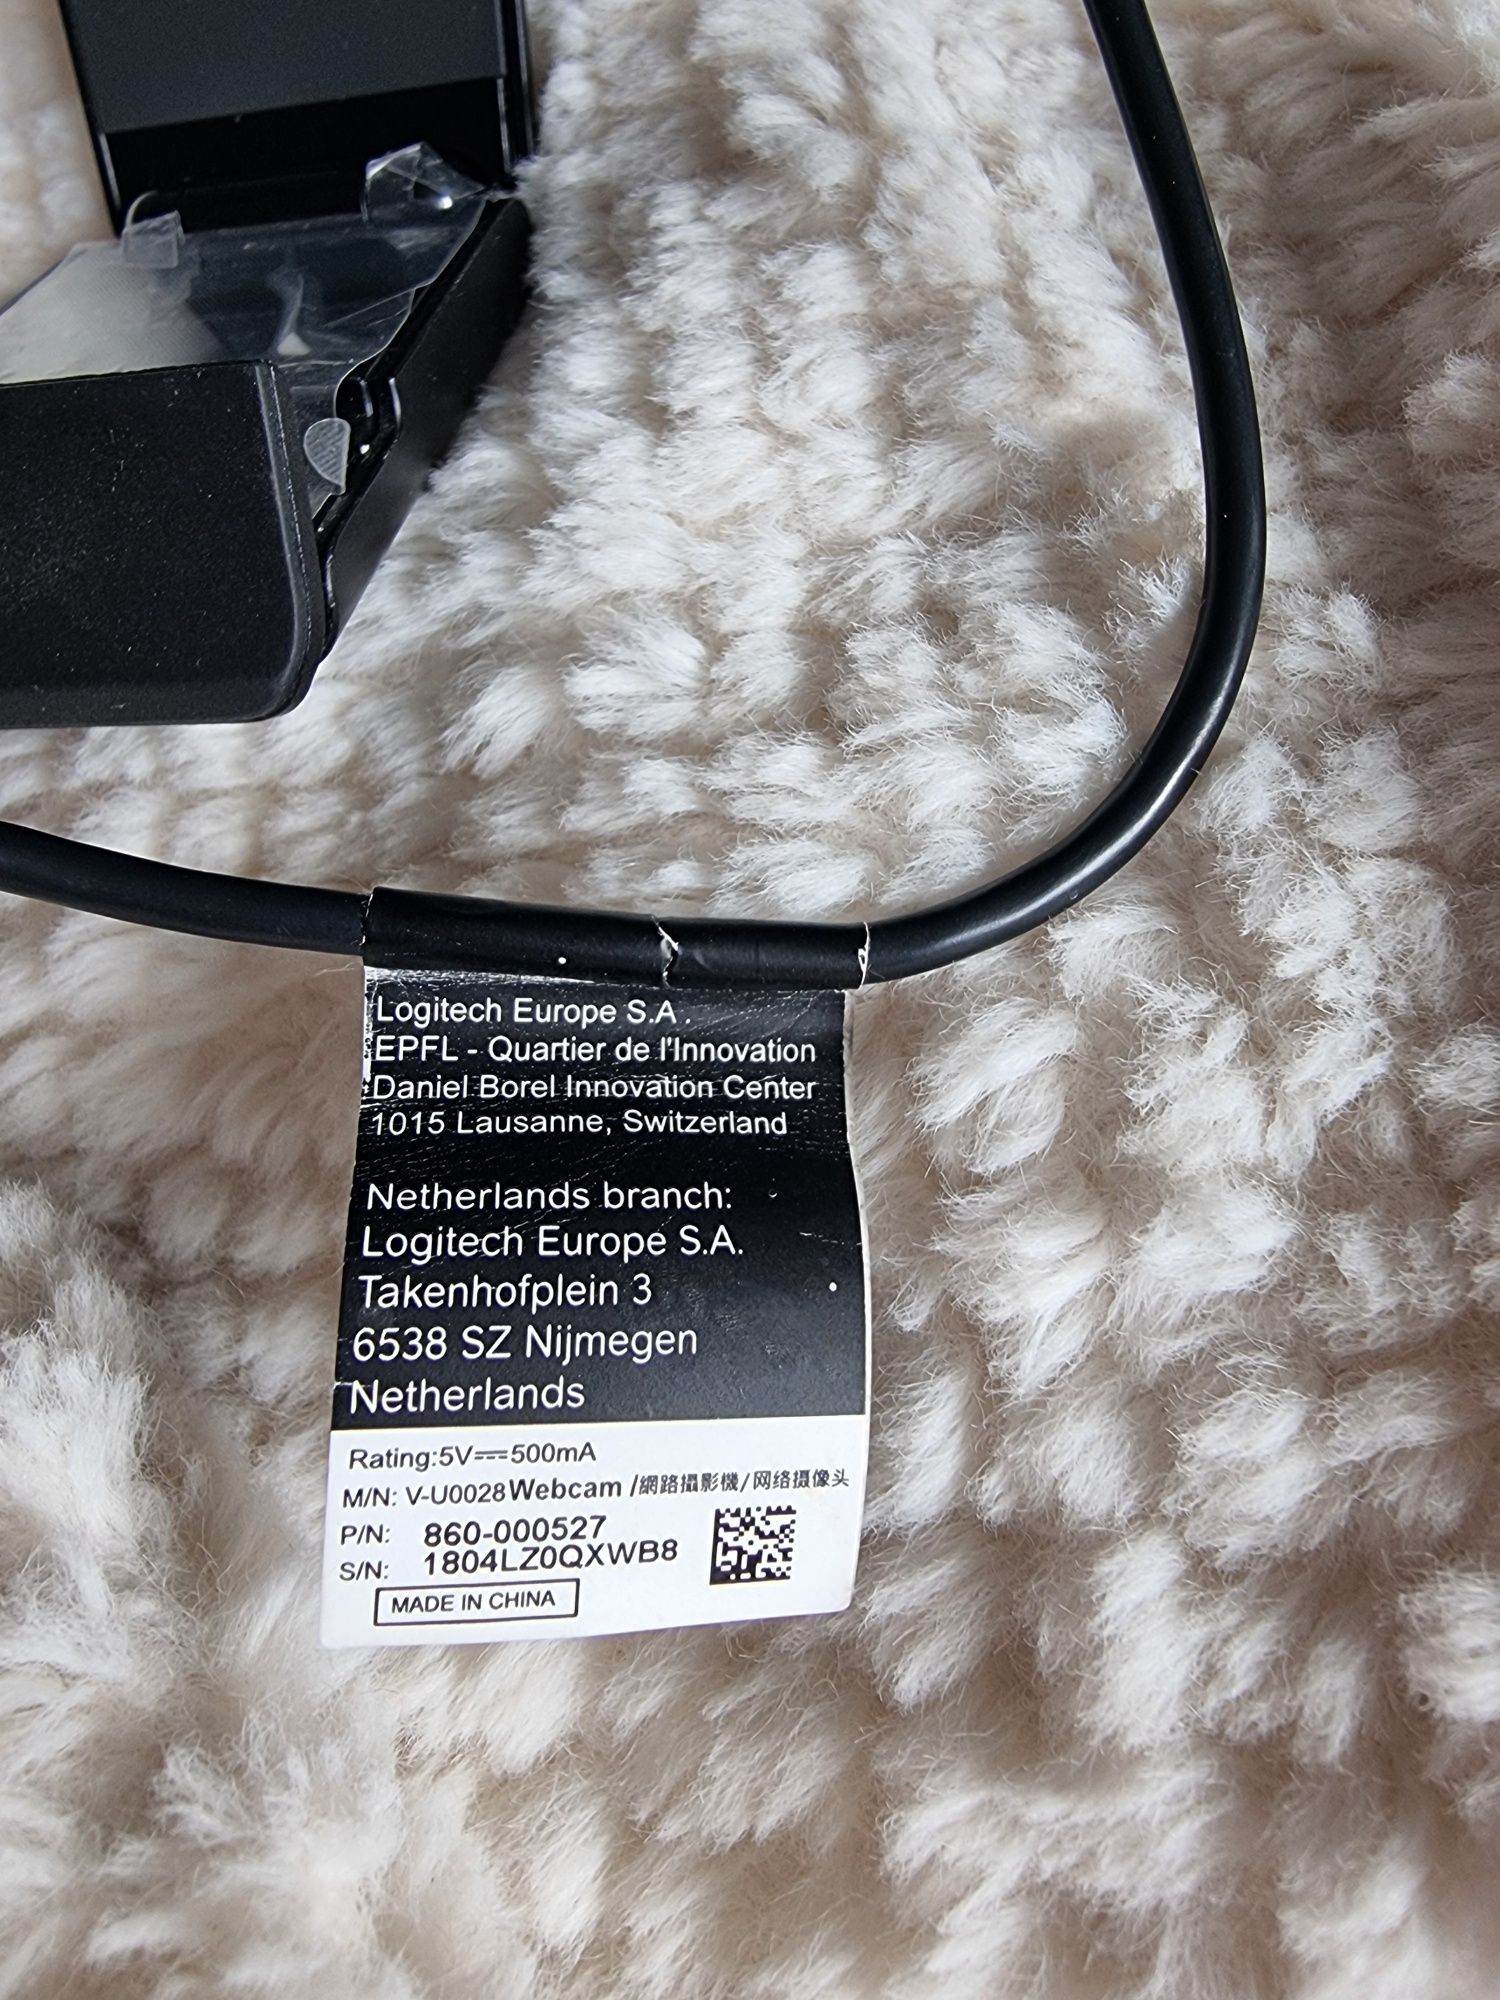 Logitech Europe S.A.
EPFL - Quartier de l'Innovation
Daniel Borel Innovation Center
1015 Lausanne, Switzerland
Netherlands branch:
Logitech Europe S.A.
Takenhofplein 3
6538 SZ Nijmegen
Netherlands
Rating:5V⎓500mA
M/N: V-U0028 Webcam /網路攝影機/网络摄像头
P/N: 860-000527
S/N: 1804LZ0QXWB8
MADE IN CHINA